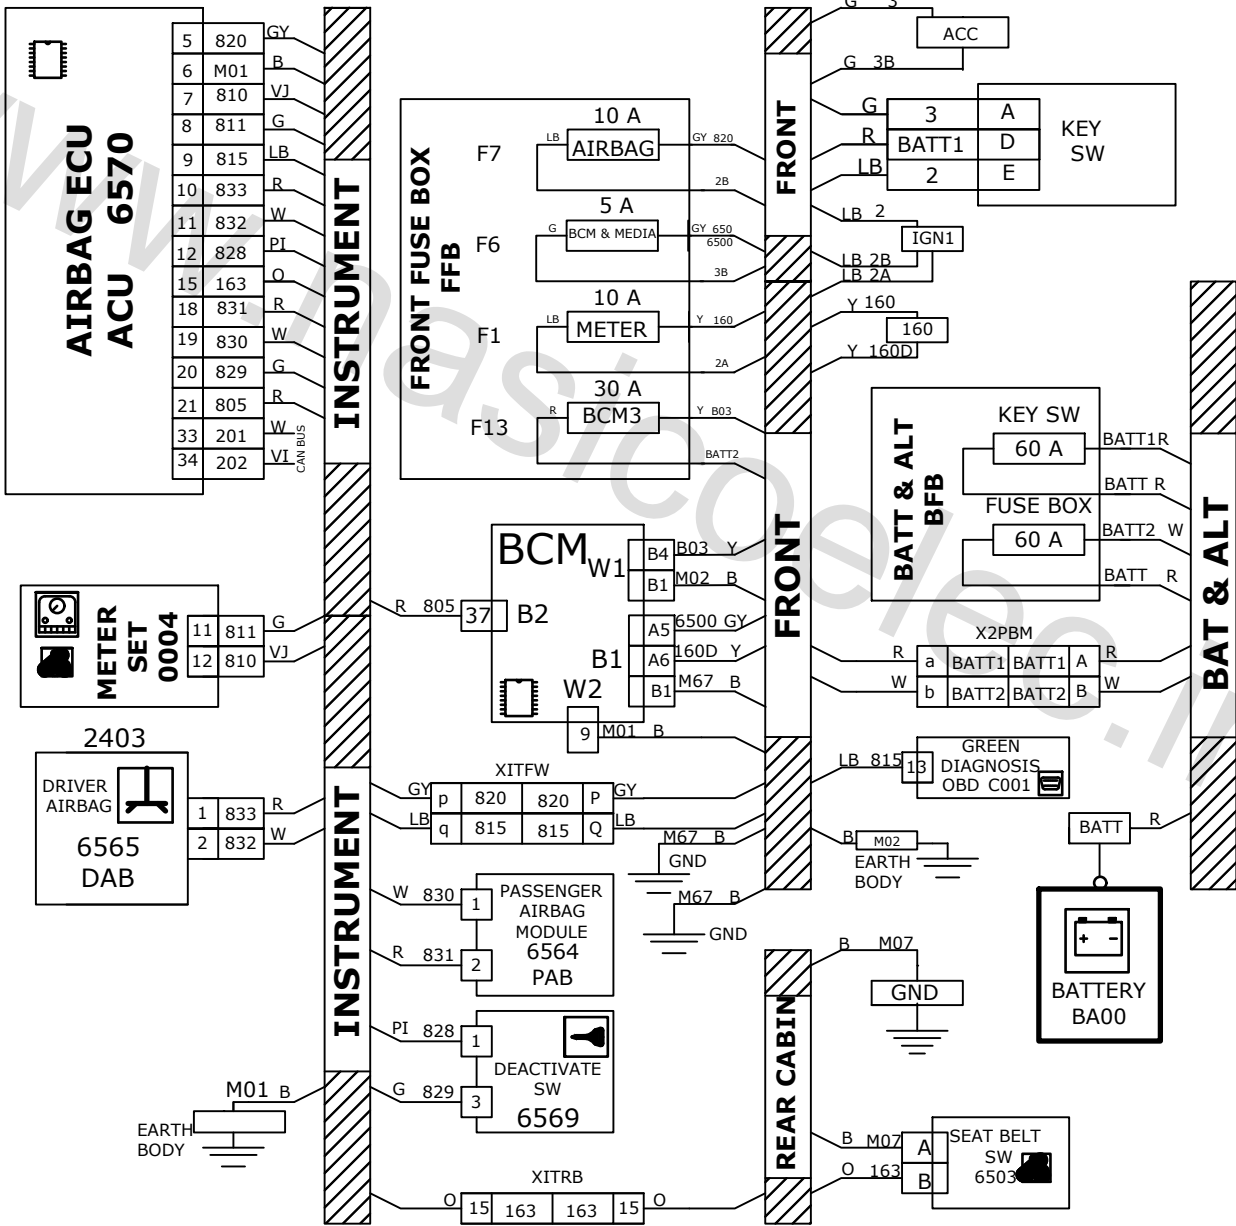 AIRBAG ECU
ACU 6570
5 820 GY
6 M01 B
7 810 VJ
8 811 G
9 815 LB
10 833 R
11 832 W
12 828 PI
15 163 O
18 831 R
19 830 W
20 829 G
21 805 R
33 201 W
34 202 VI
CAN BUS
INSTRUMENT
FRONT FUSE BOX
FFB
10 A
F7 LB AIRBAG GY 820
2B
5 A
F6 G BCM & MEDIA GY 650
6500
3B
10 A
F1 LB METER Y 160
2A
30 A
F13 R BCM3 Y B03
BATT2
FRONT
G 3
ACC
G 3B
G 3 A
R BATT1 D
LB 2 E
KEY
SW
LB 2
IGN1
LB 2B
LB 2A
Y 160
160
Y 160D
BATT & ALT
BFB
KEY SW
60 A BATT1 R
BATT R
FUSE BOX
60 A BATT2 W
BATT R
BAT & ALT
METER
SET
0004
11 811 G
12 810 VJ
R 805 37 B2
BCM
W1
B4 B03 Y
B1 M02 B
B1
A5 6500 GY
A6 160D Y
B1 M67 B
W2
9 M01 B
FRONT
X2PBM
R a BATT1 BATT1 A R
W b BATT2 BATT2 B W
2403
DRIVER
AIRBAG
6565
DAB
1 833 R
2 832 W
INSTRUMENT
XITFW
GY p 820 820 P GY
LB q 815 815 Q LB
M67 B
GND
M67 B
GND
LB 815 13
GREEN
DIAGNOSIS
OBD C001
B M02
EARTH
BODY
BATT R
BATTERY
BA00
W 830 1
R 831 2
PASSENGER
AIRBAG
MODULE
6564
PAB
PI 828 1
G 829 3
DEACTIVATE
SW
6569
B M07
GND
REAR CABIN
M01 B
EARTH
BODY
B M07 A
O 163 B
SEAT BELT
SW
6503
XITRB
O 15 163 163 15 O
www.nasicoelec.ir